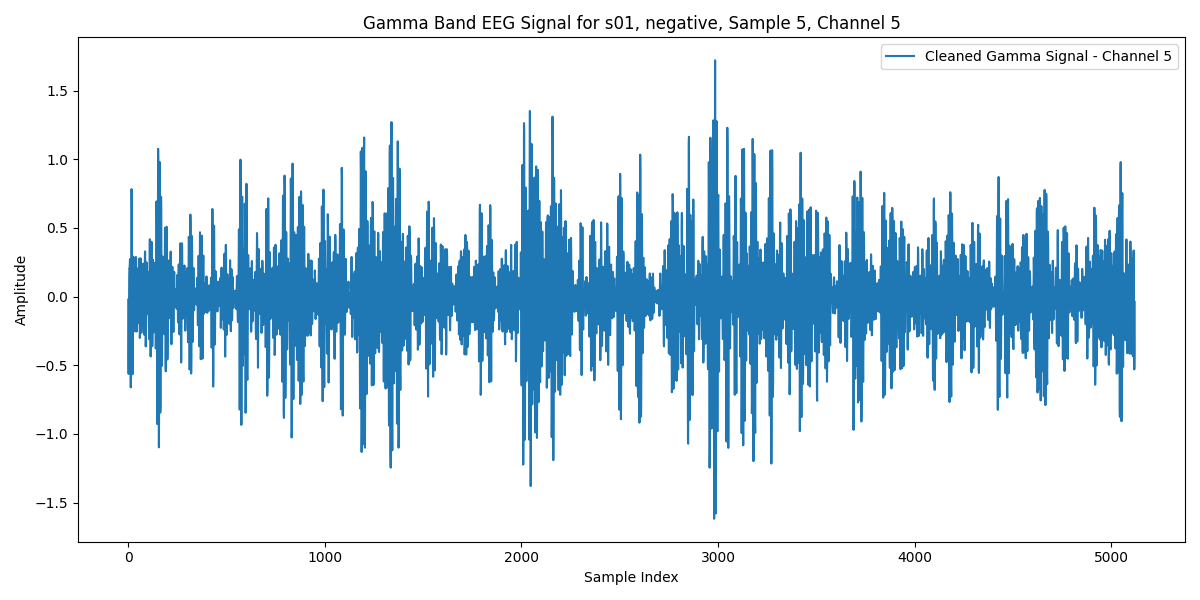 Gamma Band EEG Signal for s01, negative, Sample 5, Channel 5
Cleaned Gamma Signal - Channel 5
Amplitude
1.5
1.0
0.5
0.0
−0.5
−1.0
−1.5
0 1000 2000 3000 4000 5000
Sample Index